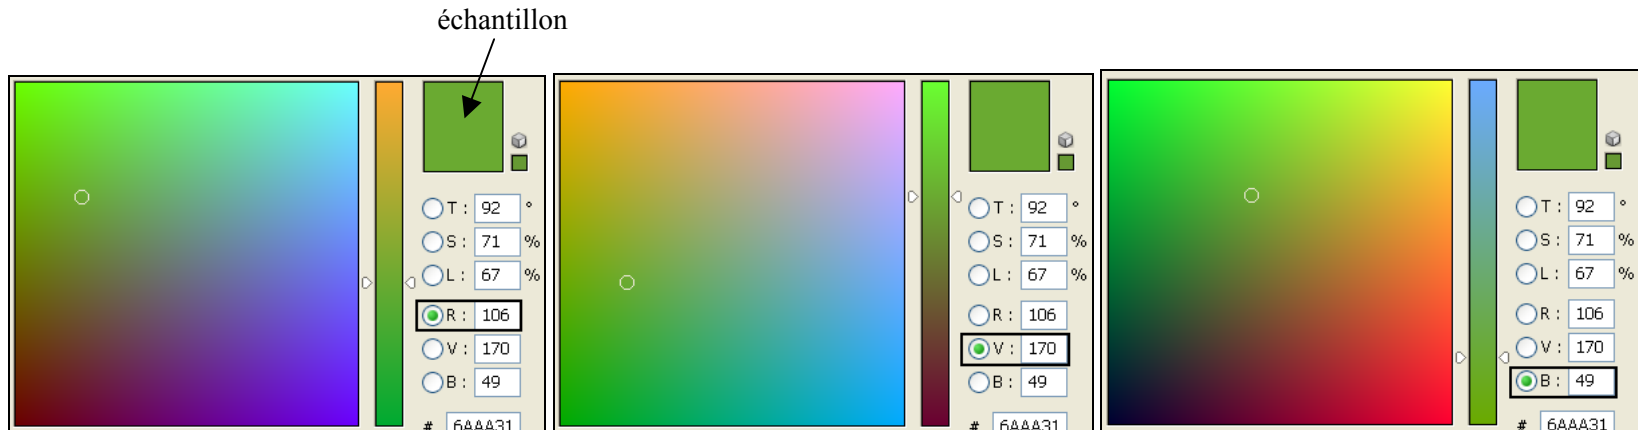 échantillon
T : 92 °
S : 71 %
L : 67 %
R : 106
V : 170
B : 49
# 6AAA31
T : 92 °
S : 71 %
L : 67 %
R : 106
V : 170
B : 49
# 6AAA31
T : 92 °
S : 71 %
L : 67 %
R : 106
V : 170
B : 49
# 6AAA31